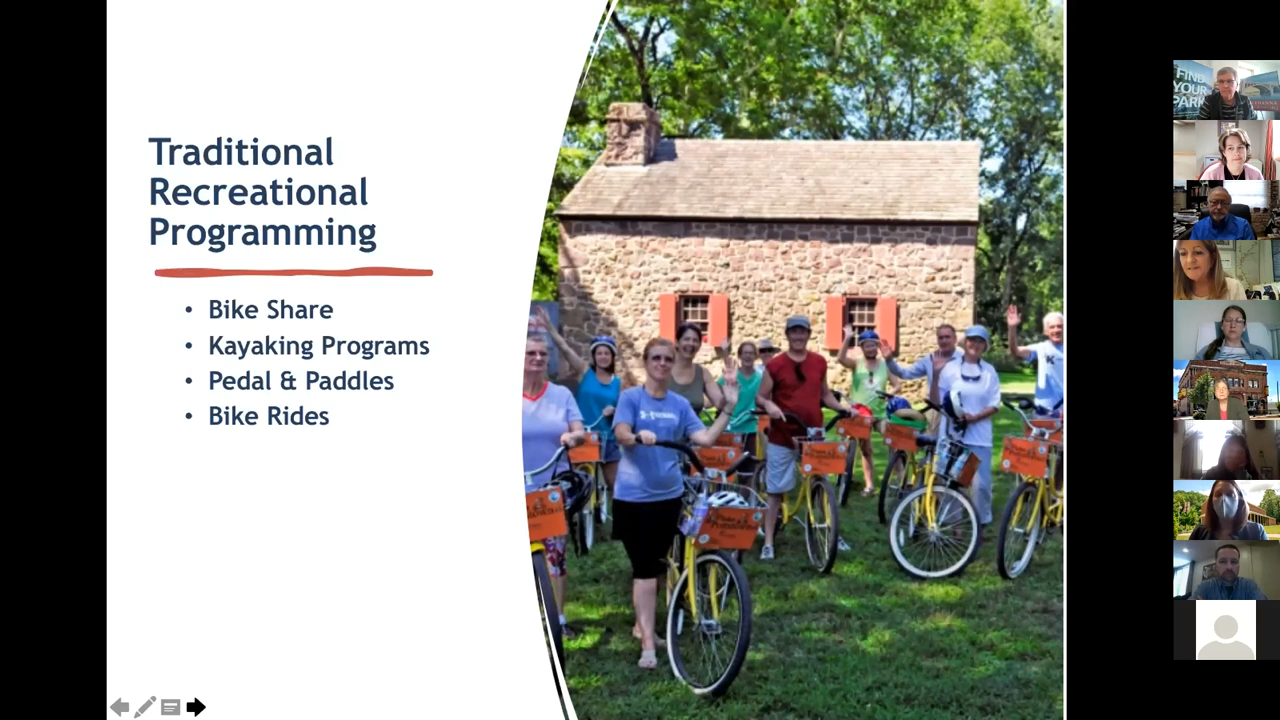 Traditional
Recreational
Programming
• Bike Share
• Kayaking Programs
• Pedal & Paddles
• Bike Rides
FIND
YOUR
PARK